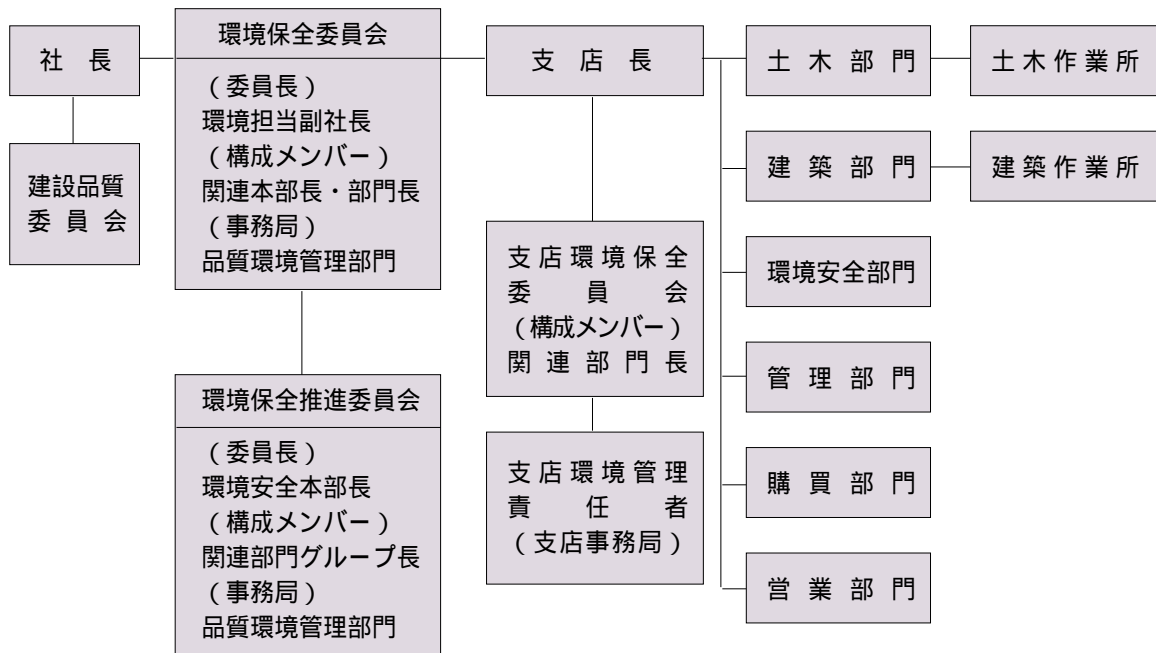 社長
建設品質
委員会
環境保全委員会
（委員長）
環境担当副社長
（構成メンバー）
関連本部長・部門長
（事務局）
品質環境管理部門
環境保全推進委員会
（委員長）
環境安全本部長
（構成メンバー）
関連部門グループ長
（事務局）
品質環境管理部門
支店長
支店環境保全
委員会
（構成メンバー）
関連部門長
支店環境管理
責任者
（支店事務局）
土木部門
土木作業所
建築部門
建築作業所
環境安全部門
管理部門
購買部門
営業部門